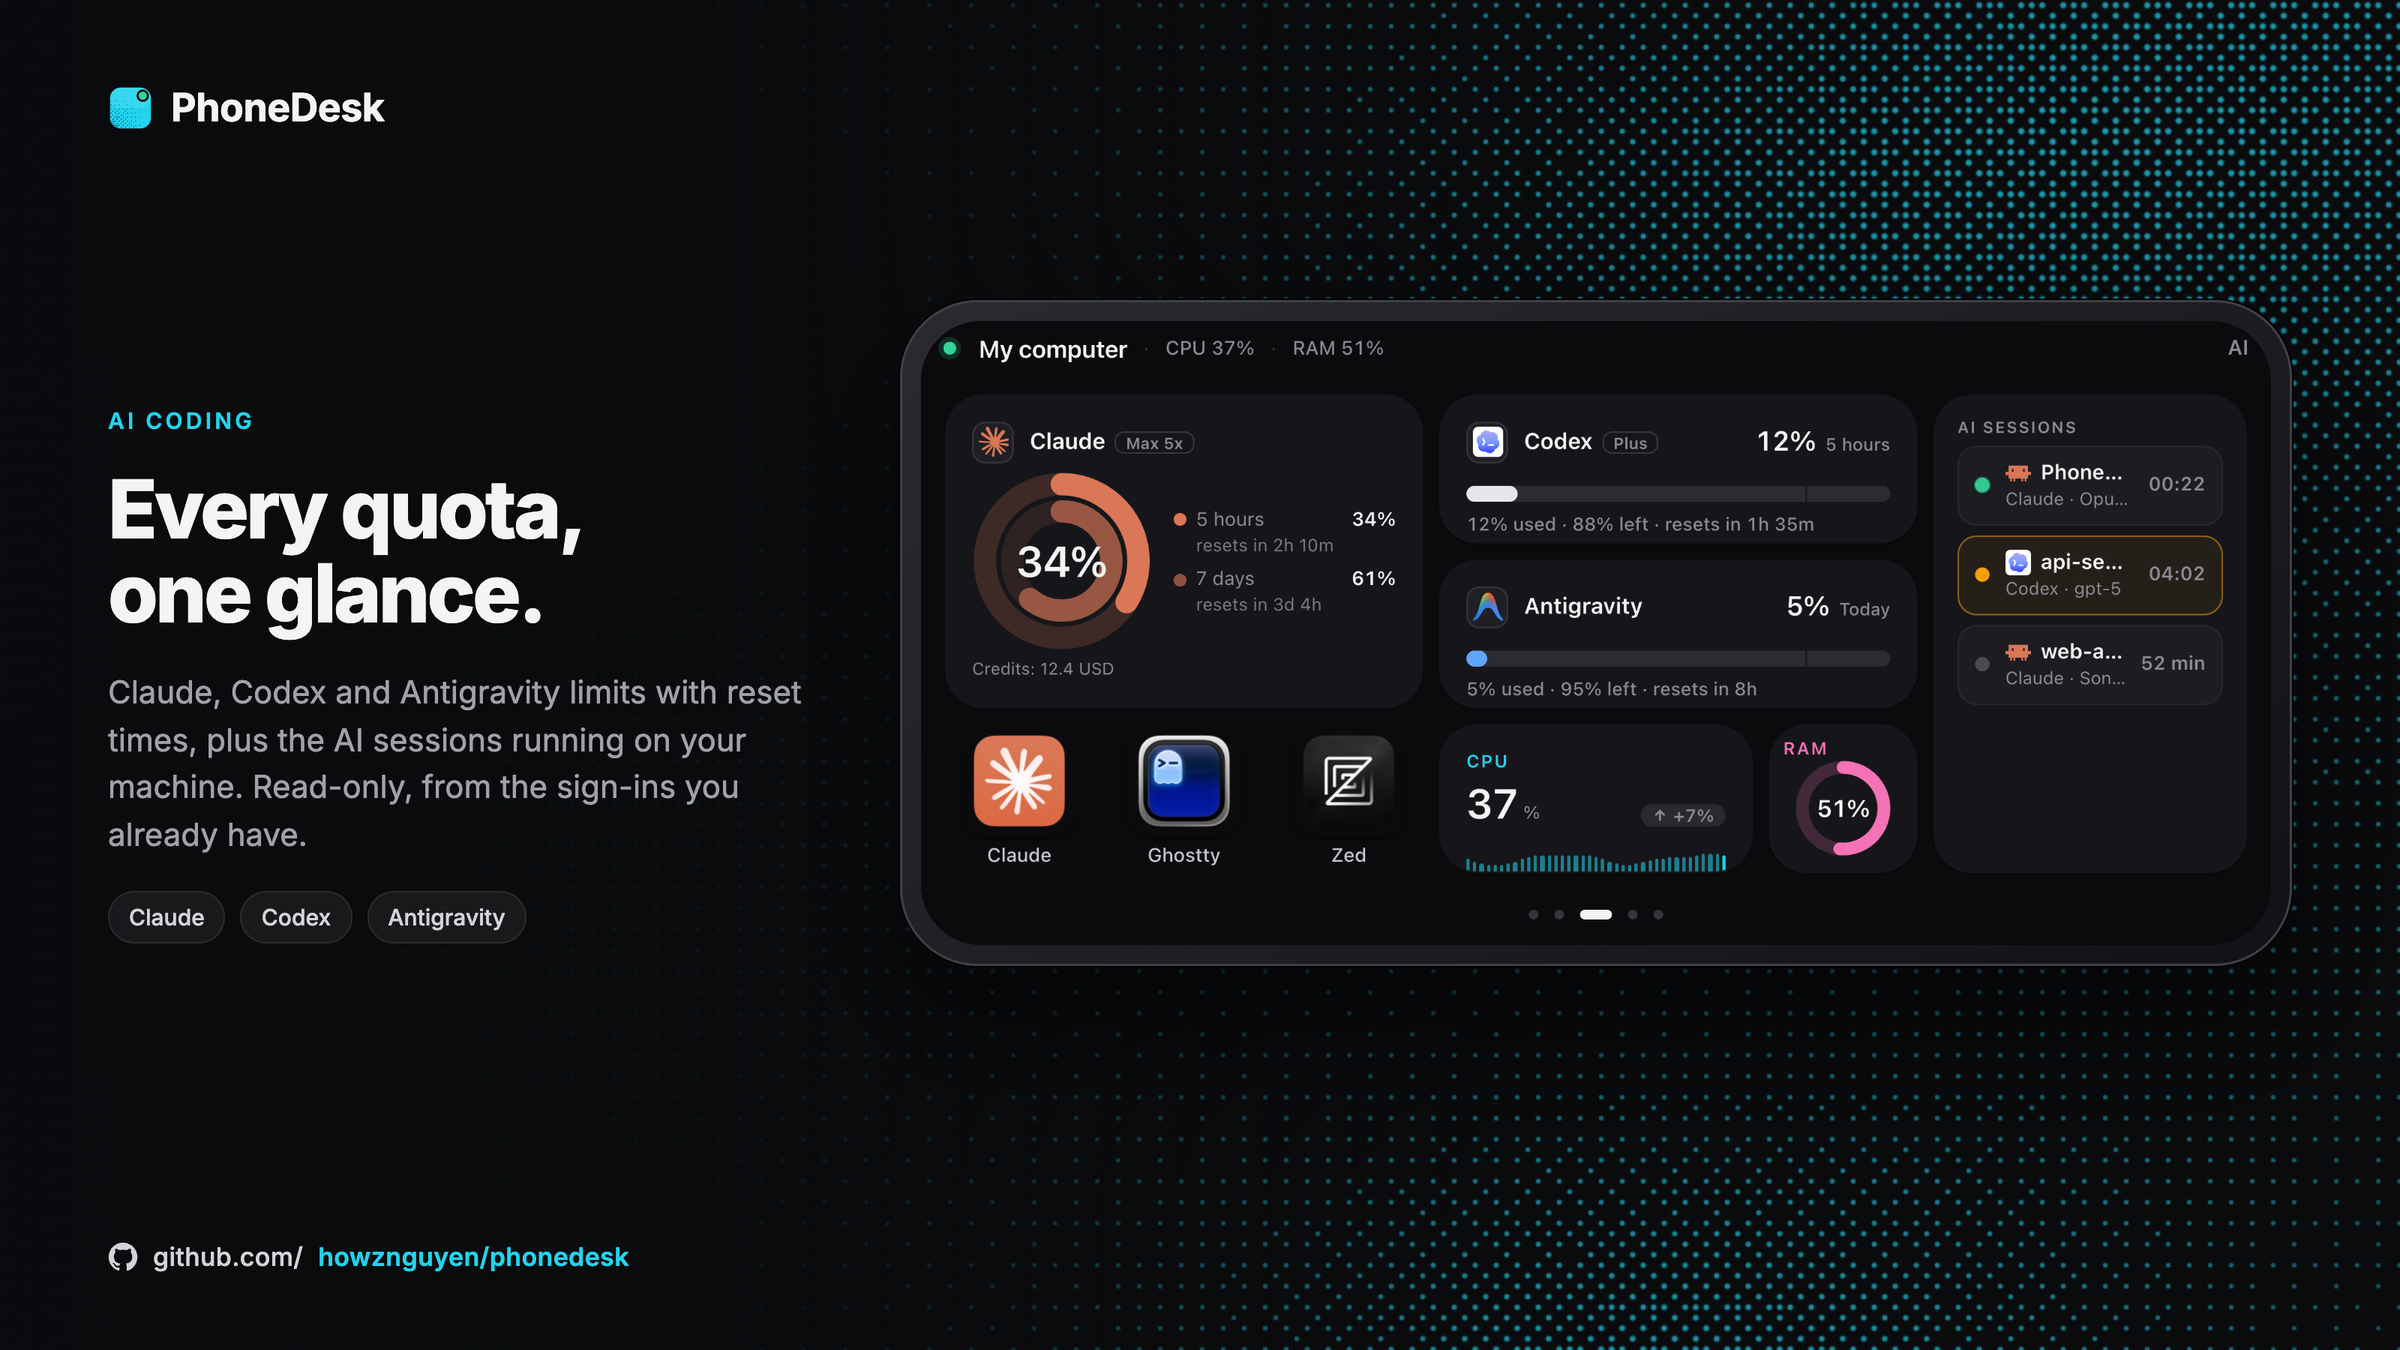 PhoneDesk
AI CODING
Every quota,
one glance.
Claude, Codex and Antigravity limits with reset
times, plus the AI sessions running on your
machine. Read-only, from the sign-ins you
already have.
Claude
Codex
Antigravity
github.com/ howznguyen/phonedesk
My computer · CPU 37% · RAM 51%
AI
Claude Max 5x
34%
5 hours 34%
resets in 2h 10m
7 days 61%
resets in 3d 4h
Credits: 12.4 USD
Codex Plus 12% 5 hours
12% used · 88% left · resets in 1h 35m
Antigravity 5% Today
5% used · 95% left · resets in 8h
AI SESSIONS
Phone... 00:22
Claude · Opu...
api-se... 04:02
Codex · gpt-5
web-a... 52 min
Claude · Son...
Claude
Ghostty
Zed
CPU
37 %
↑ +7%
RAM
51%